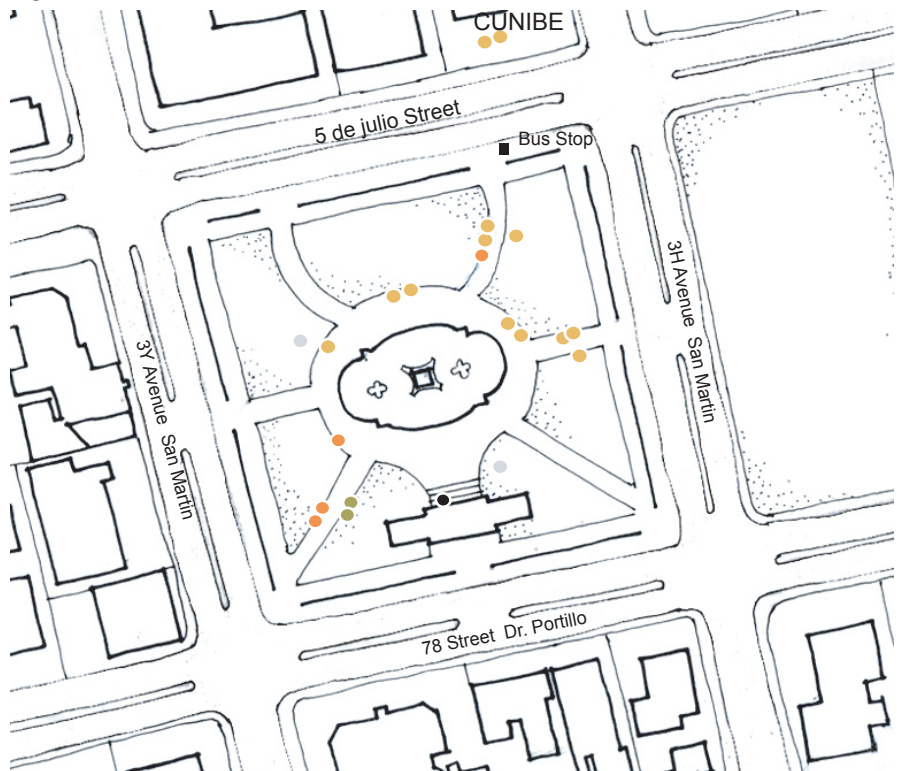 CUNIBE
5 de julio Street
Bus Stop
3H Avenue San Martin
3Y Avenue San Martin
78 Street Dr. Portillo